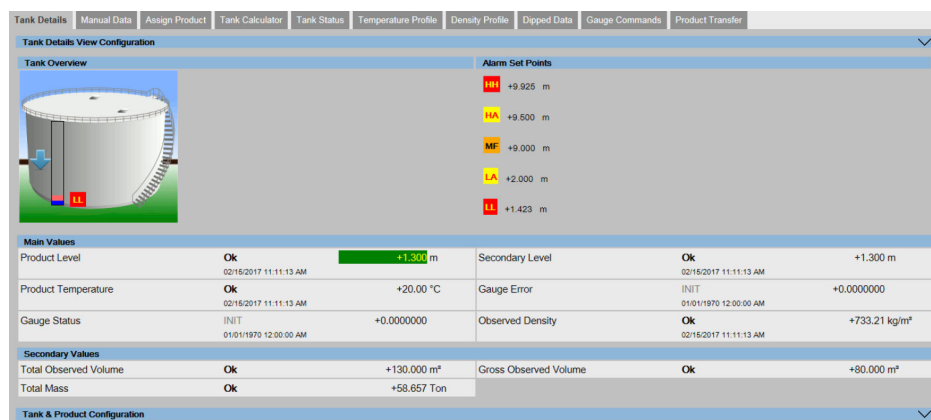 Tank Details Manual Data Assign Product Tank Calculator Tank Status Temperature Profile Density Profile Dipped Data Gauge Commands Product Transfer
Tank Details View Configuration
Tank Overview
LL
Alarm Set Points
HH +9.925 m
HA +9.500 m
MF +9.000 m
LA +2.000 m
LL +1.423 m
Main Values
Product Level Ok +1.300 m Secondary Level Ok +1.300 m
02/15/2017 11:11:13 AM 02/15/2017 11:11:13 AM
Product Temperature Ok +20.00 °C Gauge Error INIT +0.0000000
02/15/2017 11:11:13 AM 01/01/1970 12:00:00 AM
Gauge Status INIT +0.0000000 Observed Density Ok +733.21 kg/m³
01/01/1970 12:00:00 AM 02/15/2017 11:11:13 AM
Secondary Values
Total Observed Volume Ok +130.000 m³ Gross Observed Volume Ok +80.000 m³
Total Mass Ok +58.657 Ton
Tank & Product Configuration